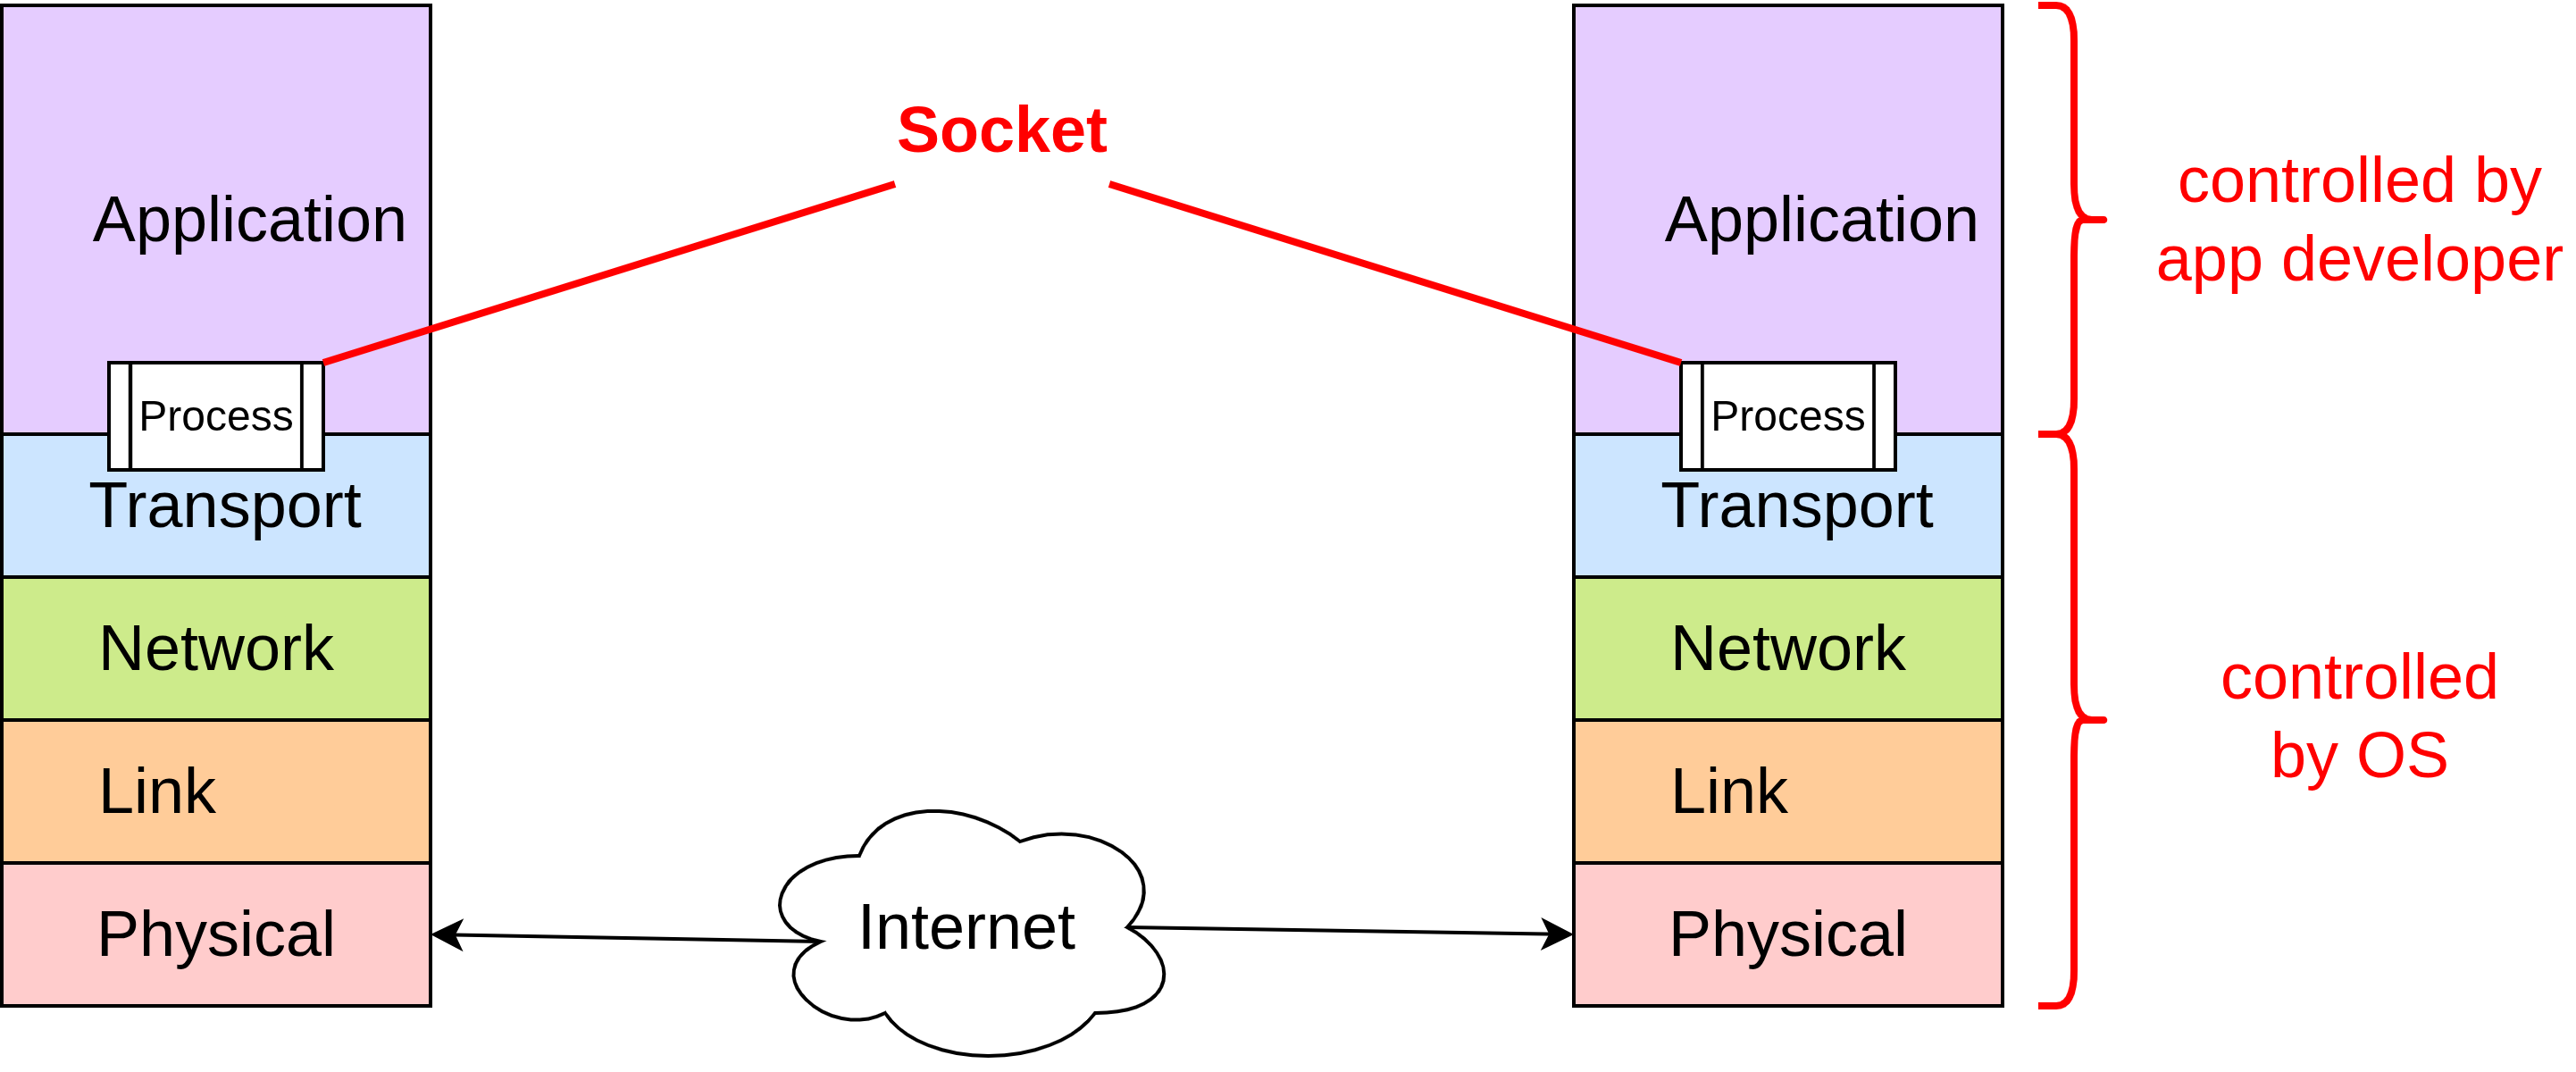 Socket
Application
Process
Transport
Network
Link
Physical
Internet
Application
Process
Transport
Network
Link
Physical
controlled by
app developer
controlled
by OS